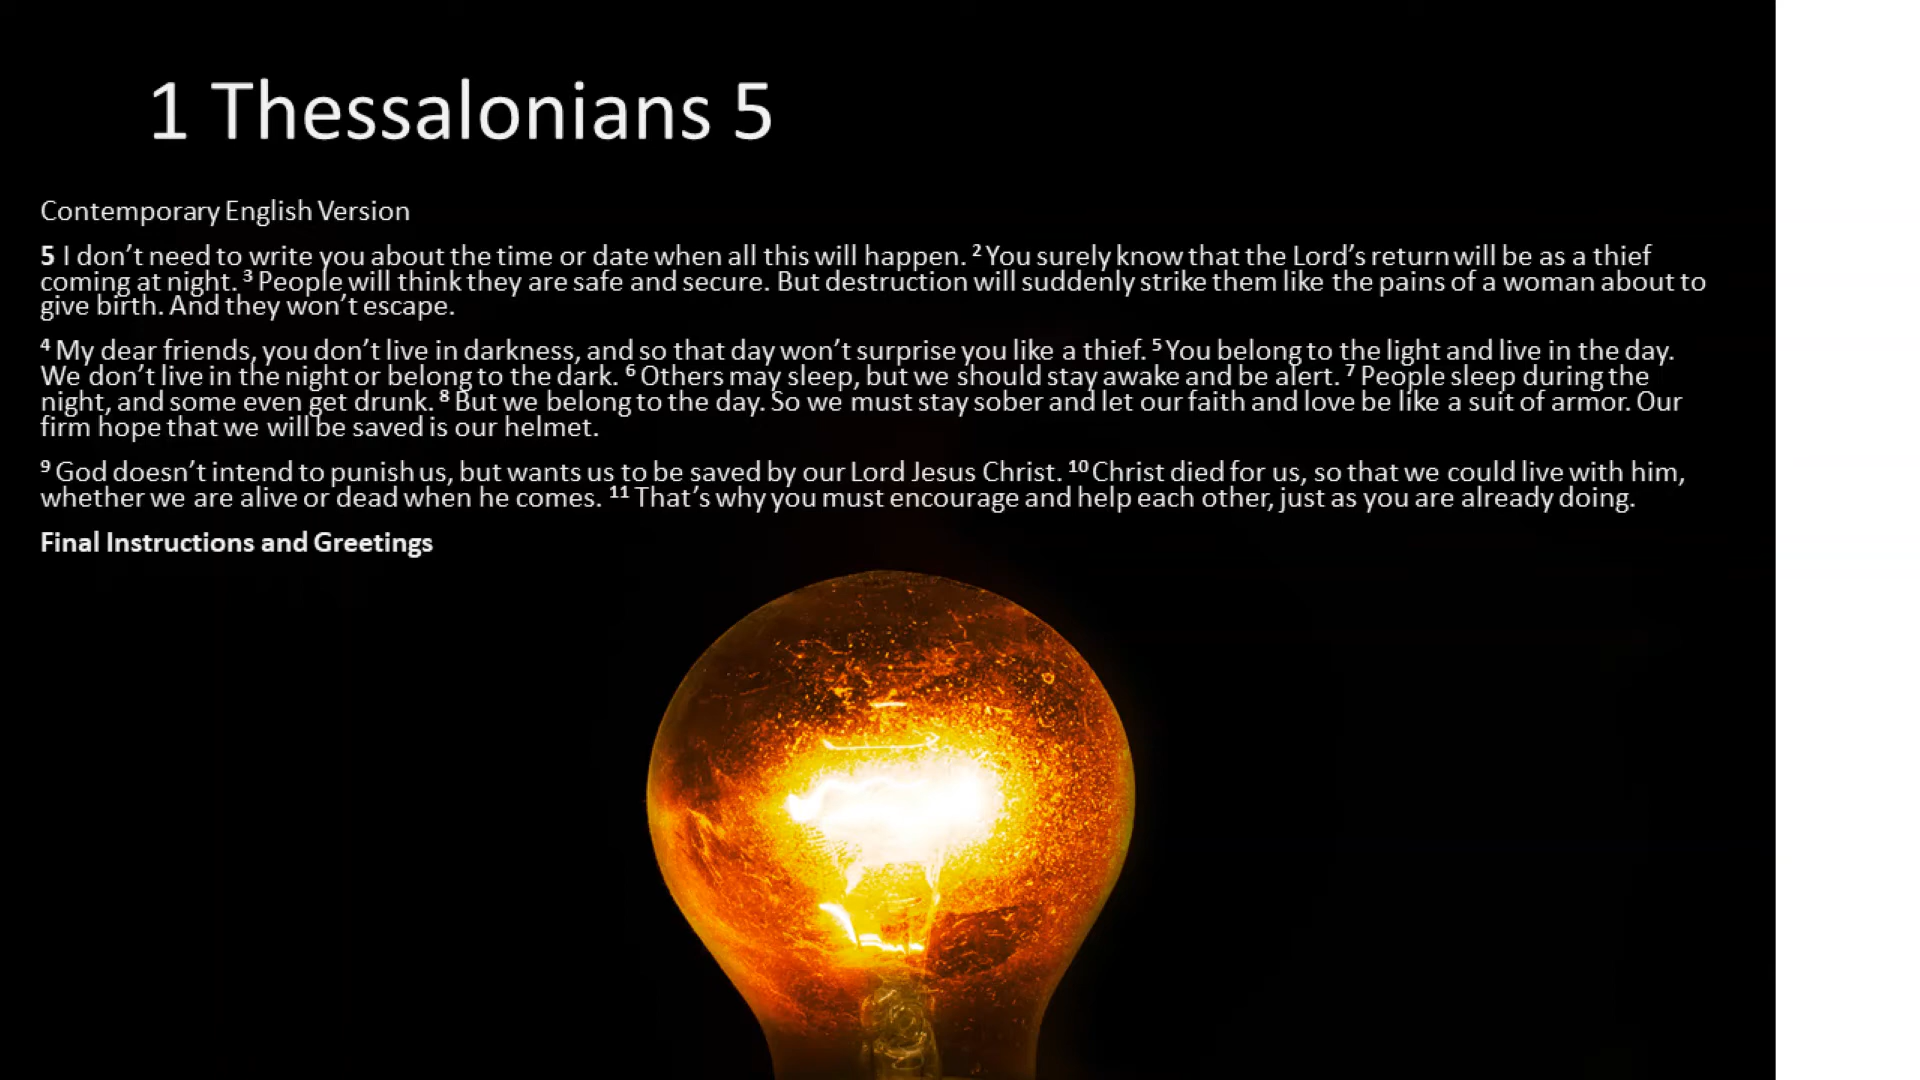 1 Thessalonians 5
Contemporary English Version
5 I don’t need to write you about the time or date when all this will happen. 2 You surely know that the Lord’s return will be as a thief
coming at night. 3 People will think they are safe and secure. But destruction will suddenly strike them like the pains of a woman about to
give birth. And they won’t escape.
4 My dear friends, you don’t live in darkness, and so that day won’t surprise you like a thief. 5 You belong to the light and live in the day.
We don’t live in the night or belong to the dark. 6 Others may sleep, but we should stay awake and be alert. 7 People sleep during the
night, and some even get drunk. 8 But we belong to the day. So we must stay sober and let our faith and love be like a suit of armor. Our
firm hope that we will be saved is our helmet.
9 God doesn’t intend to punish us, but wants us to be saved by our Lord Jesus Christ. 10 Christ died for us, so that we could live with him,
whether we are alive or dead when he comes. 11 That’s why you must encourage and help each other, just as you are already doing.
Final Instructions and Greetings